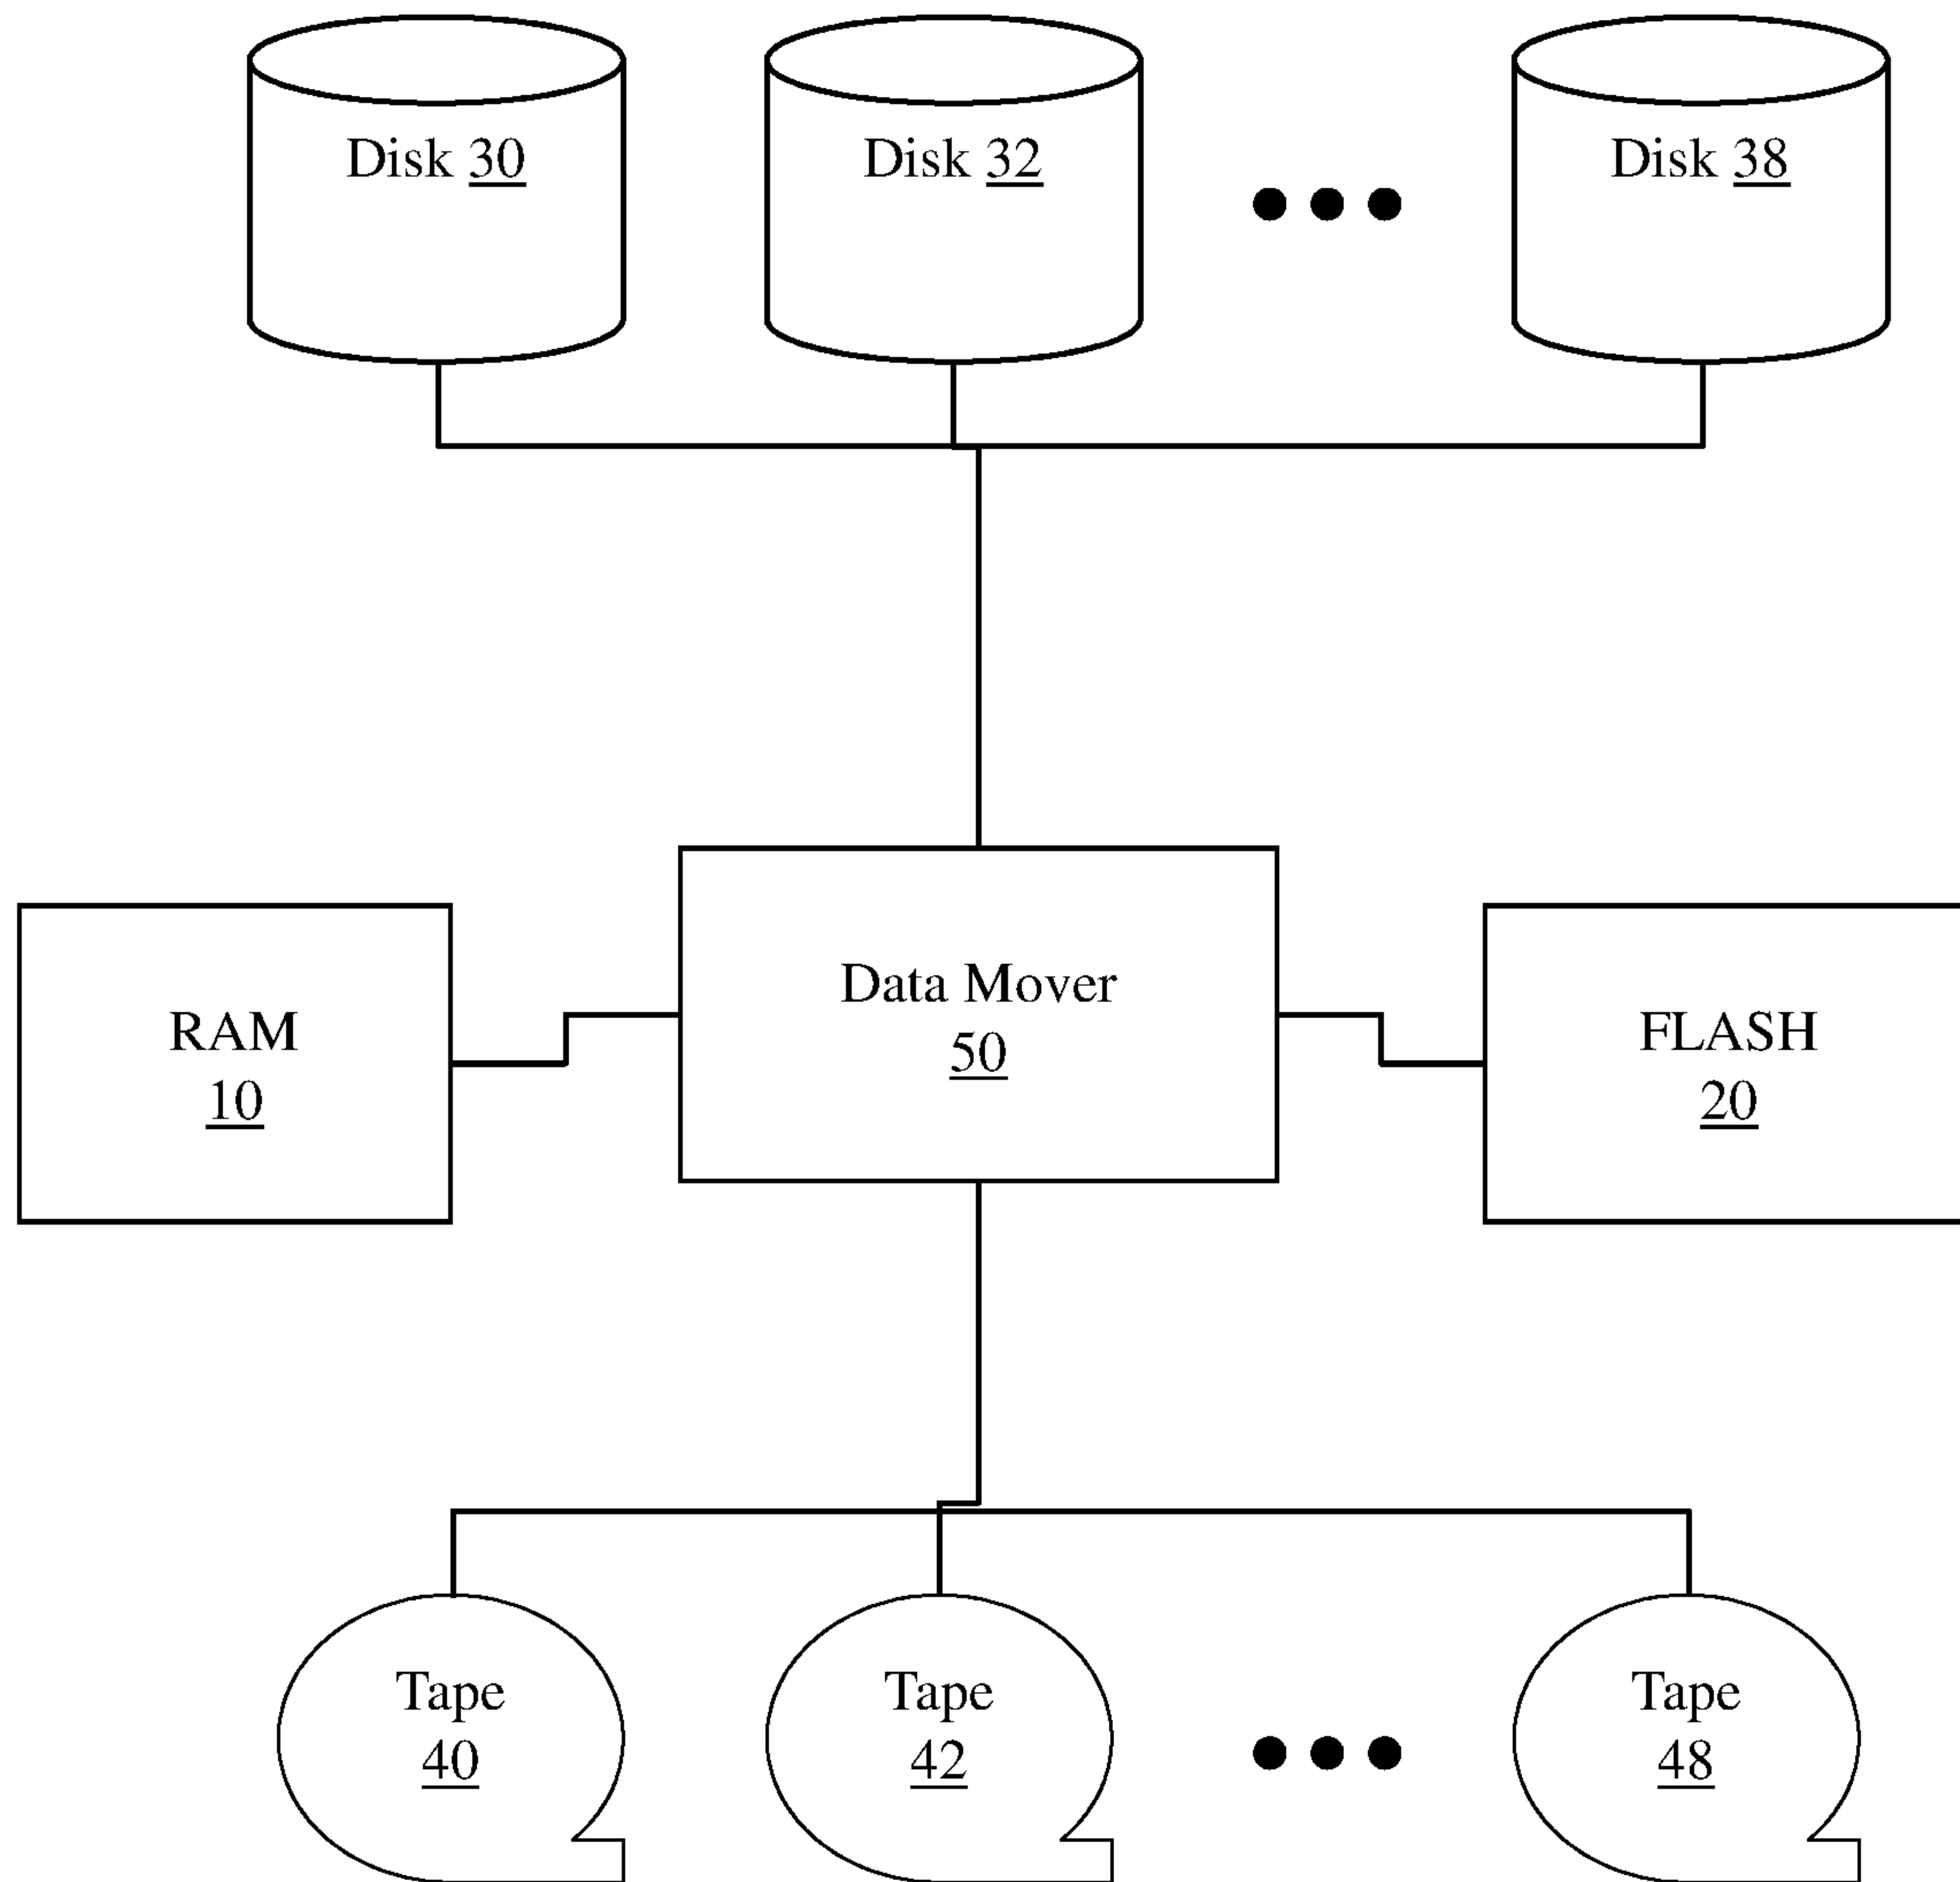 Disk 30
Disk 32
Disk 38
Data Mover
50
RAM
10
FLASH
20
Tape
40
Tape
42
Tape
48